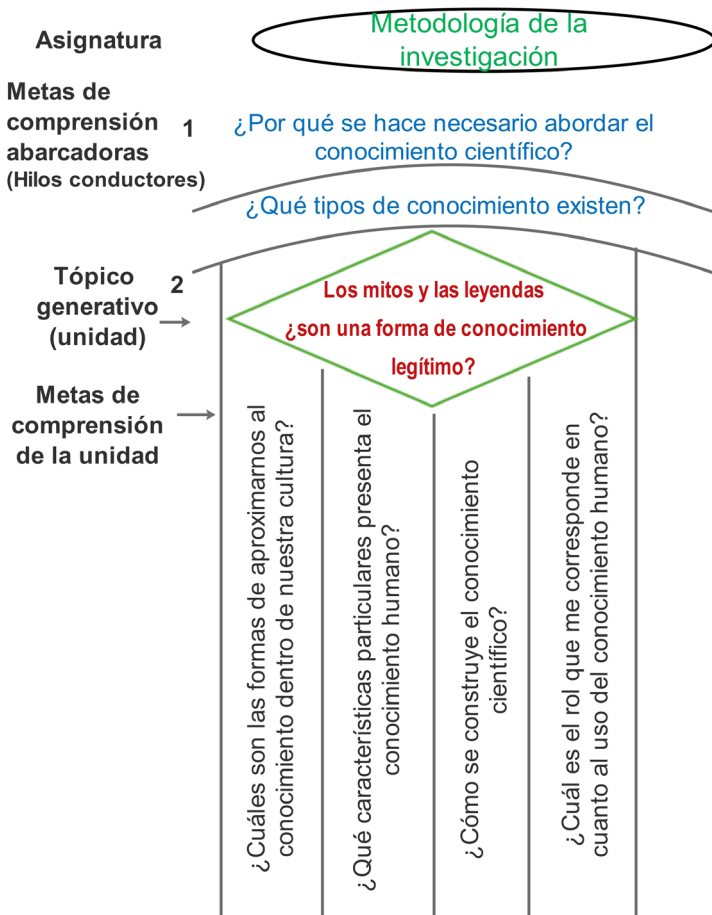 Asignatura
Metodología de la
investigación
Metas de
comprensión
abarcadoras
(Hilos conductores)
1
¿Por qué se hace necesario abordar el
conocimiento científico?
¿Qué tipos de conocimiento existen?
Tópico
generativo
(unidad)
2
Los mitos y las leyendas
¿son una forma de conocimiento
legítimo?
Metas de
comprensión
de la unidad
¿Cuáles son las formas de aproximarnos al
conocimiento dentro de nuestra cultura?
¿Qué características particulares presenta el
conocimiento humano?
¿Cómo se construye el conocimiento
científico?
¿Cuál es el rol que me corresponde en
cuanto al uso del conocimiento humano?